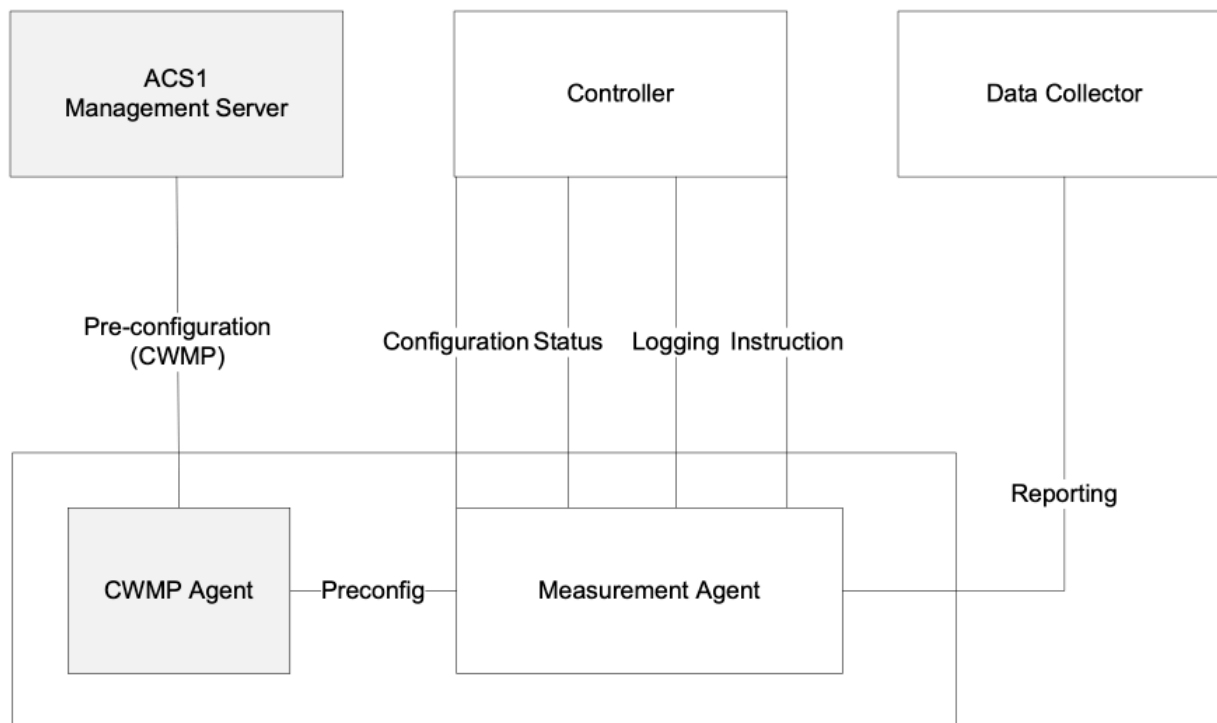 ACS1
Management Server
Controller
Data Collector
Pre-configuration
(CWMP)
Configuration
Status
Logging
Instruction
Reporting
CWMP Agent
Preconfig
Measurement Agent